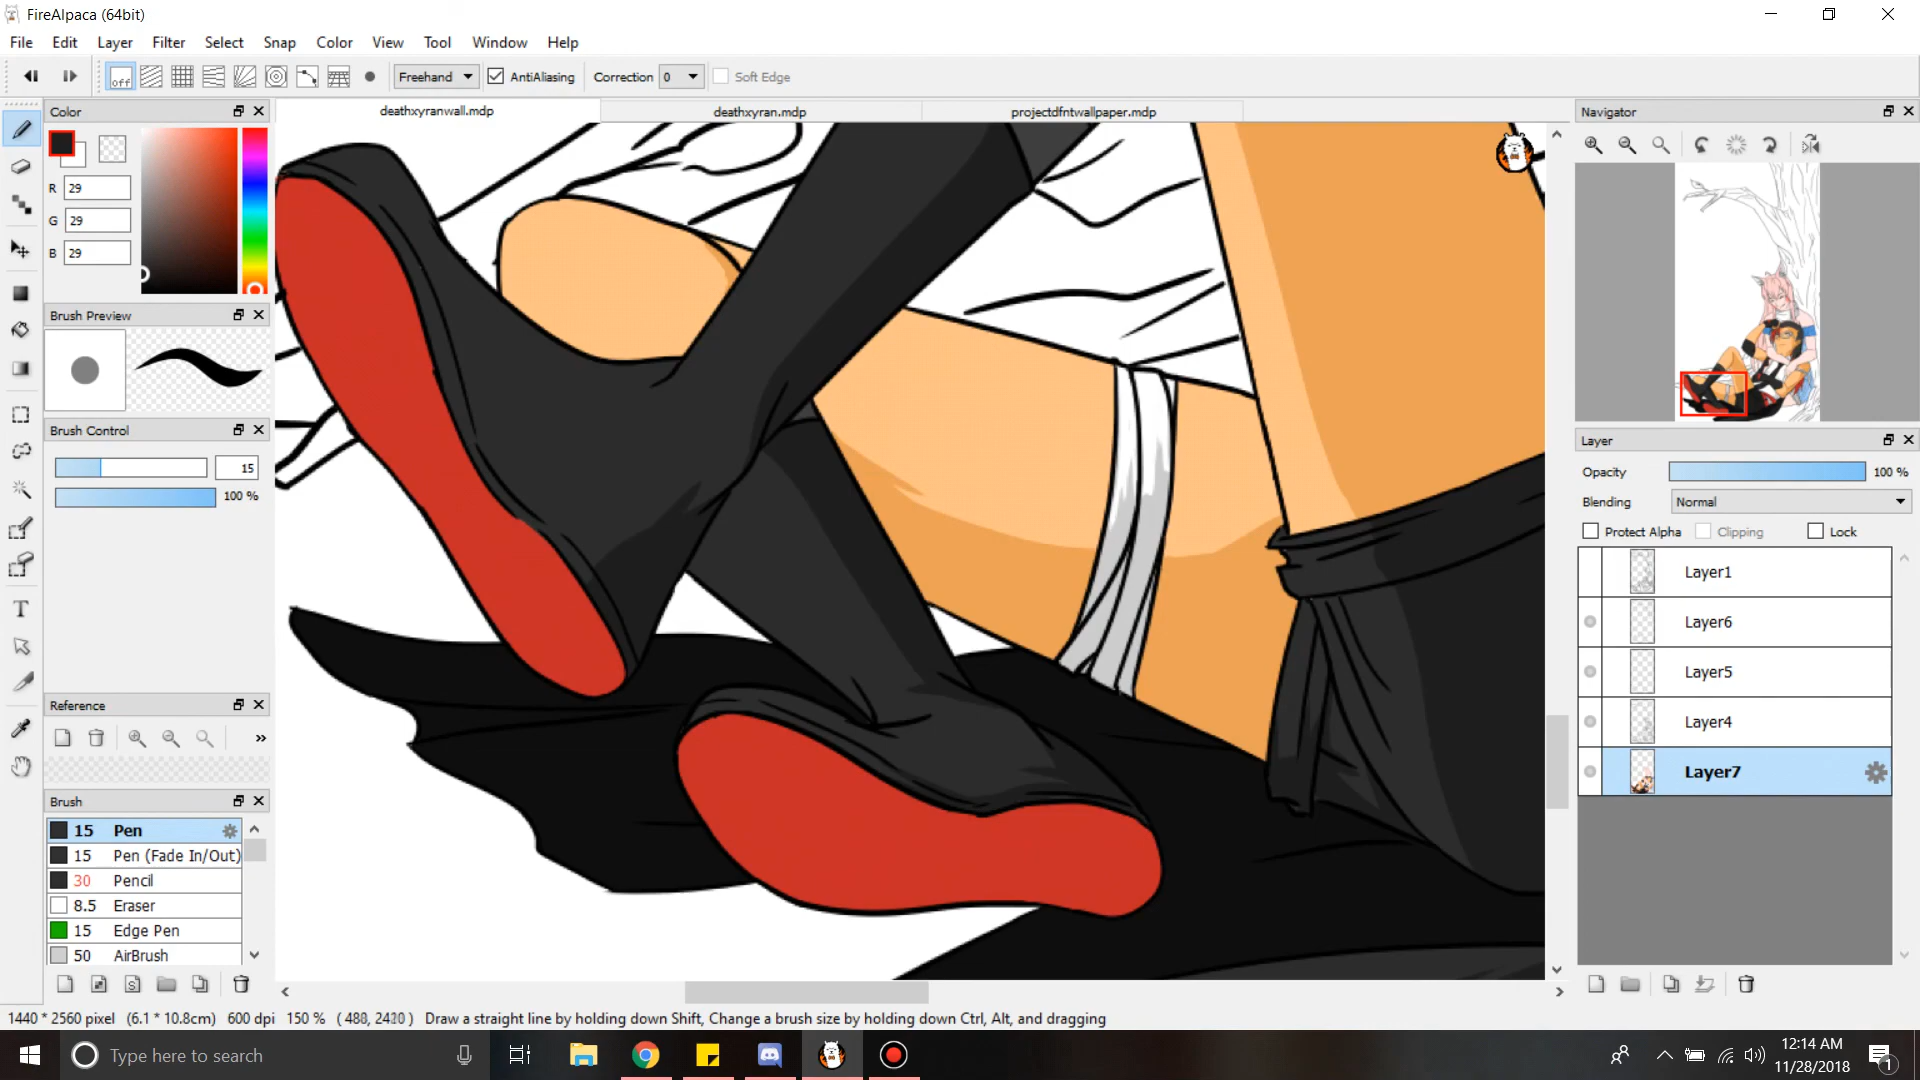 FireAlpaca (64bit)
File Edit Layer Filter Select Snap Color View Tool Window Help
off Freehand AntiAliasing Correction 0 Soft Edge
Color
deathxyranwall.mdp deathxyran.mdp projectdfntwallpaper.mdp
Navigator
R 29
G 29
B 29
Brush Preview
Brush Control
15
100 %
Reference
»
Brush
15 Pen
15 Pen (Fade In/Out)
30 Pencil
8.5 Eraser
15 Edge Pen
50 AirBrush
S
T
Layer
Opacity 100 %
Blending Normal
Protect Alpha Clipping Lock
Layer1
Layer6
Layer5
Layer4
Layer7
1440 * 2560 pixel (6.1 * 10.8cm) 600 dpi 150 % Draw a straight line by holding down Shift, Change a brush size by holding down Ctrl, Alt, and dragging
Type here to search
12:14 AM
11/28/2018
1